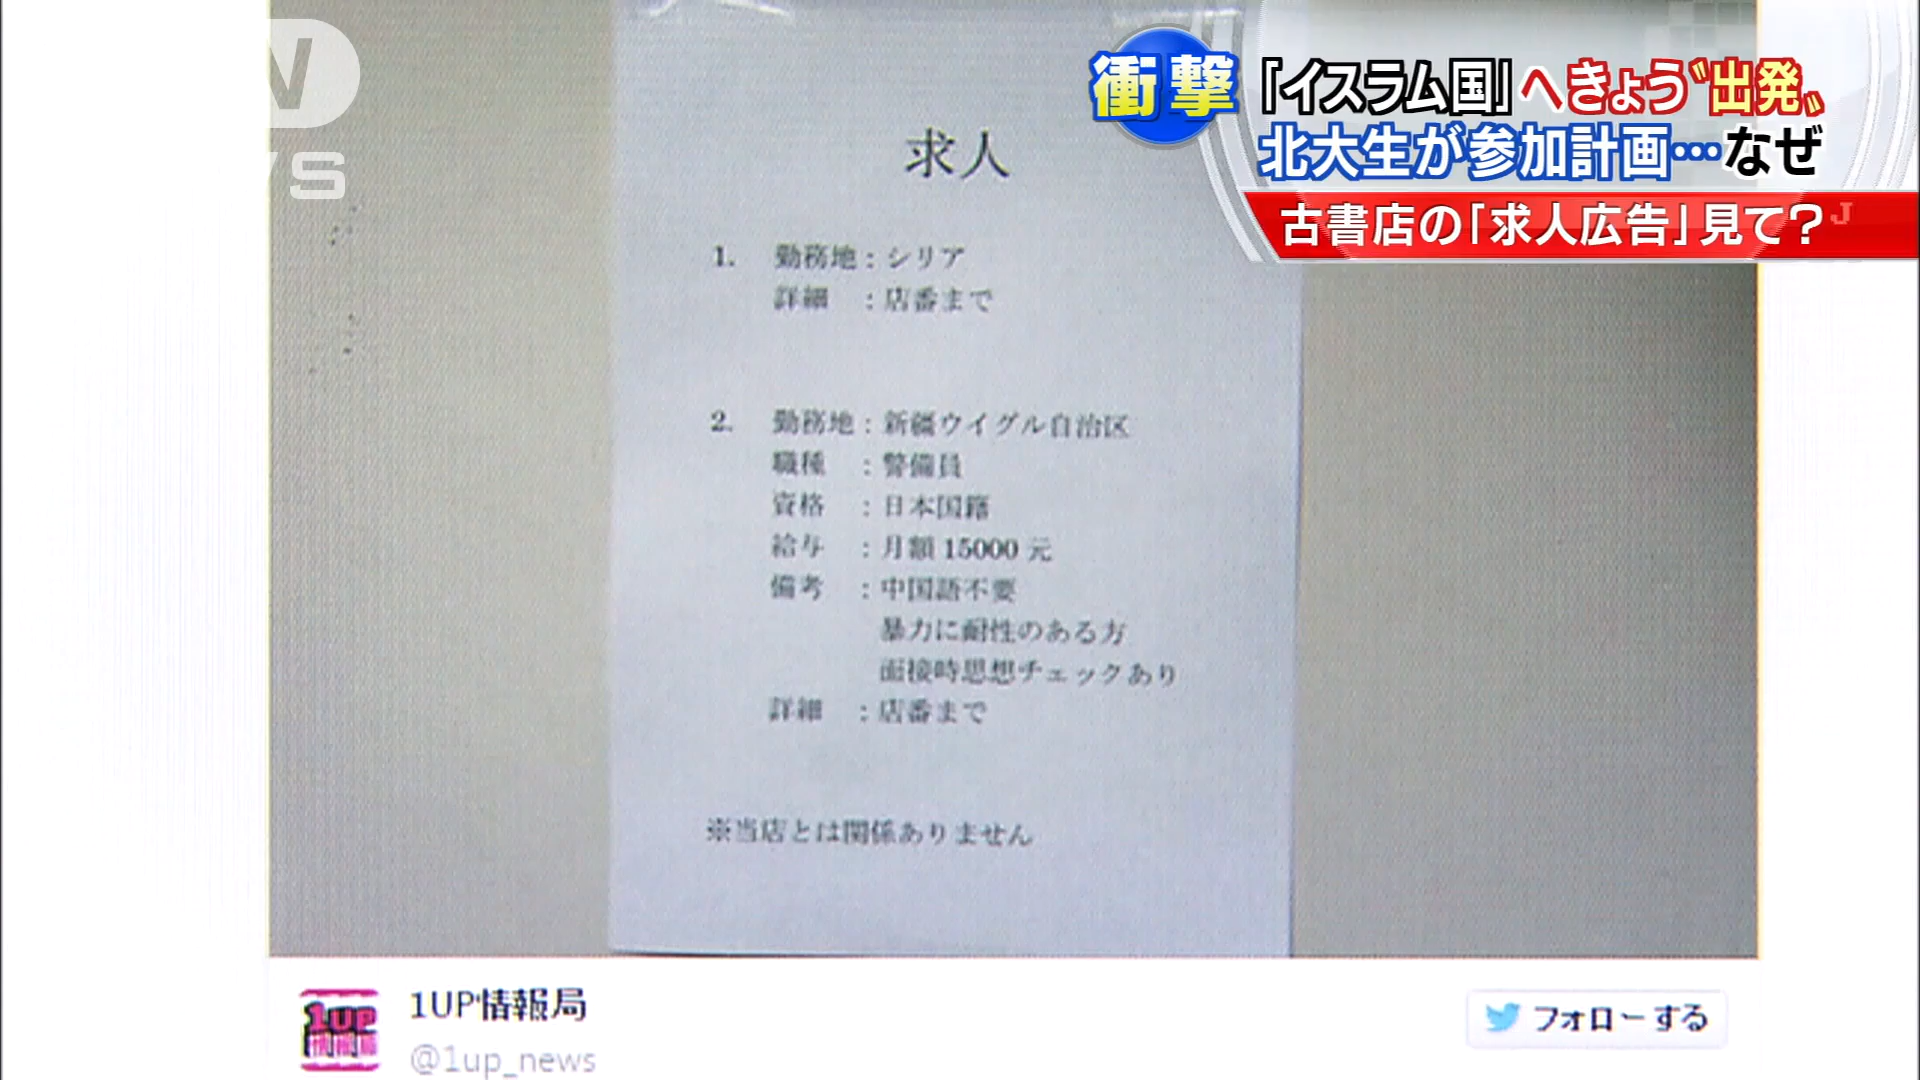 N
NEWS
衝撃
「イスラム国」へきょう〝出発〟
北大生が参加計画…なぜ
古書店の「求人広告」見て?
J
求人
1. 勤務地:シリア
詳細 :店番まで
2. 勤務地:新疆ウイグル自治区
職種 :警備員
資格 :日本国籍
給与 :月額 15000 元
備考 :中国語不要
暴力に耐性のある方
面接時思想チェックあり
詳細 :店番まで
※当店とは関係ありません
1UP情報局
1UP
情報局
@1up_news
フォローする